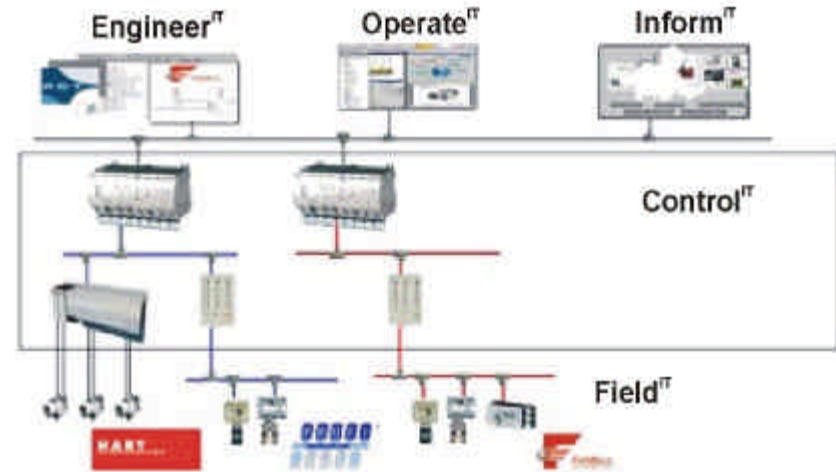 Engineer^IT
Operate^IT
Inform^IT
Control^IT
Field^IT
HART